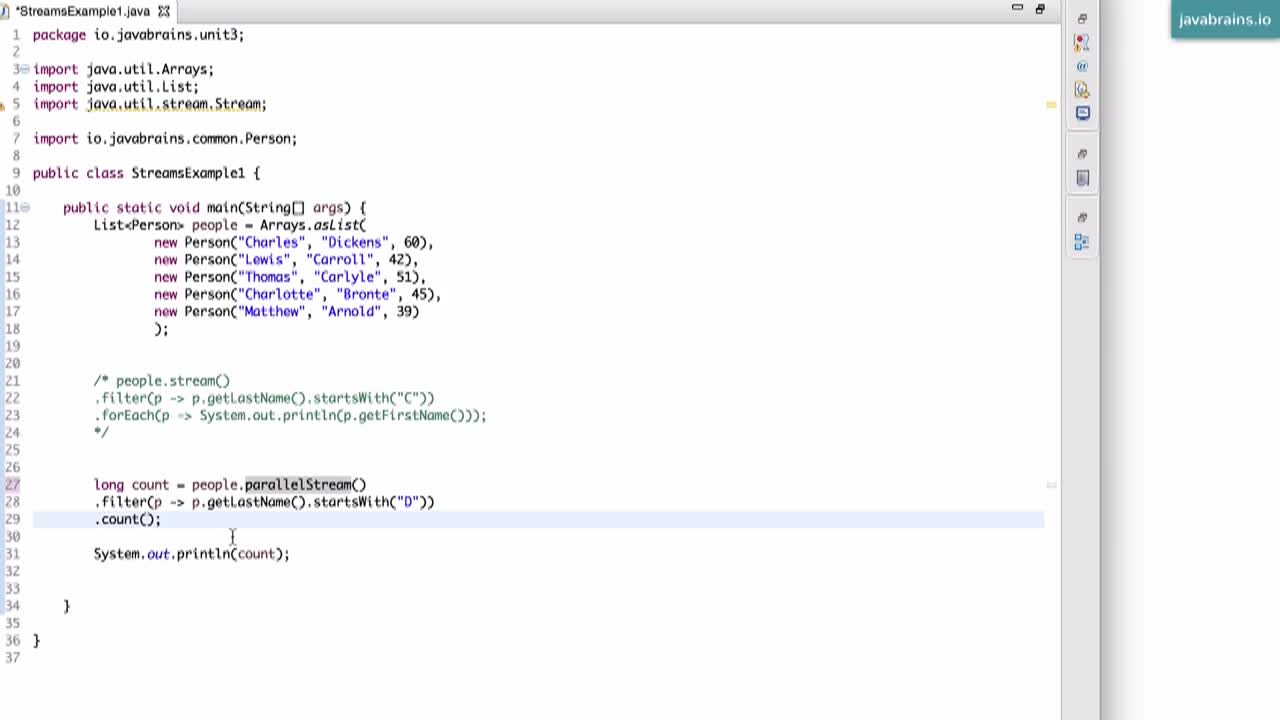 *StreamsExample1.java
javabrains.io
1 package io.javabrains.unit3;
2
3 import java.util.Arrays;
4 import java.util.List;
5 import java.util.stream.Stream;
6
7 import io.javabrains.common.Person;
8
9 public class StreamsExample1 {
10
11 public static void main(String[] args) {
12 List<Person> people = Arrays.asList(
13 new Person("Charles", "Dickens", 60),
14 new Person("Lewis", "Carroll", 42),
15 new Person("Thomas", "Carlyle", 51),
16 new Person("Charlotte", "Bronte", 45),
17 new Person("Matthew", "Arnold", 39)
18 );
19
20
21 /* people.stream()
22 .filter(p -> p.getLastName().startsWith("C"))
23 .forEach(p -> System.out.println(p.getFirstName()));
24 */
25
26
27 long count = people.parallelStream()
28 .filter(p -> p.getLastName().startsWith("D"))
29 .count();
30
31 System.out.println(count);
32
33
34 }
35
36 }
37